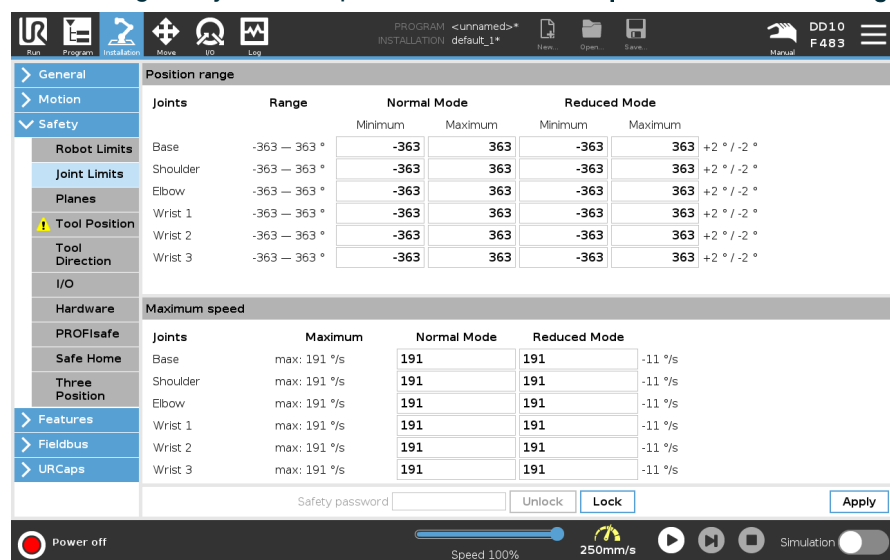 PROGRAM <unnamed>*
INSTALLATION default_1*
Run Program Installation Move I/O Log New... Open... Save... Manual
DD10
F483
General
Motion
Safety
Robot Limits
Joint Limits
Planes
Tool Position
Tool
Direction
I/O
Hardware
PROFIsafe
Safe Home
Three
Position
Features
Fieldbus
URCaps
Position range
Joints Range Normal Mode Reduced Mode
Minimum Maximum Minimum Maximum
Base -363 — 363 ° -363 363 -363 363 +2 ° / -2 °
Shoulder -363 — 363 ° -363 363 -363 363 +2 ° / -2 °
Elbow -363 — 363 ° -363 363 -363 363 +2 ° / -2 °
Wrist 1 -363 — 363 ° -363 363 -363 363 +2 ° / -2 °
Wrist 2 -363 — 363 ° -363 363 -363 363 +2 ° / -2 °
Wrist 3 -363 — 363 ° -363 363 -363 363 +2 ° / -2 °
Maximum speed
Joints Maximum Normal Mode Reduced Mode
Base max: 191 °/s 191 191 -11 °/s
Shoulder max: 191 °/s 191 191 -11 °/s
Elbow max: 191 °/s 191 191 -11 °/s
Wrist 1 max: 191 °/s 191 191 -11 °/s
Wrist 2 max: 191 °/s 191 191 -11 °/s
Wrist 3 max: 191 °/s 191 191 -11 °/s
Safety password Unlock Lock Apply
Power off Speed 100% 250mm/s Simulation